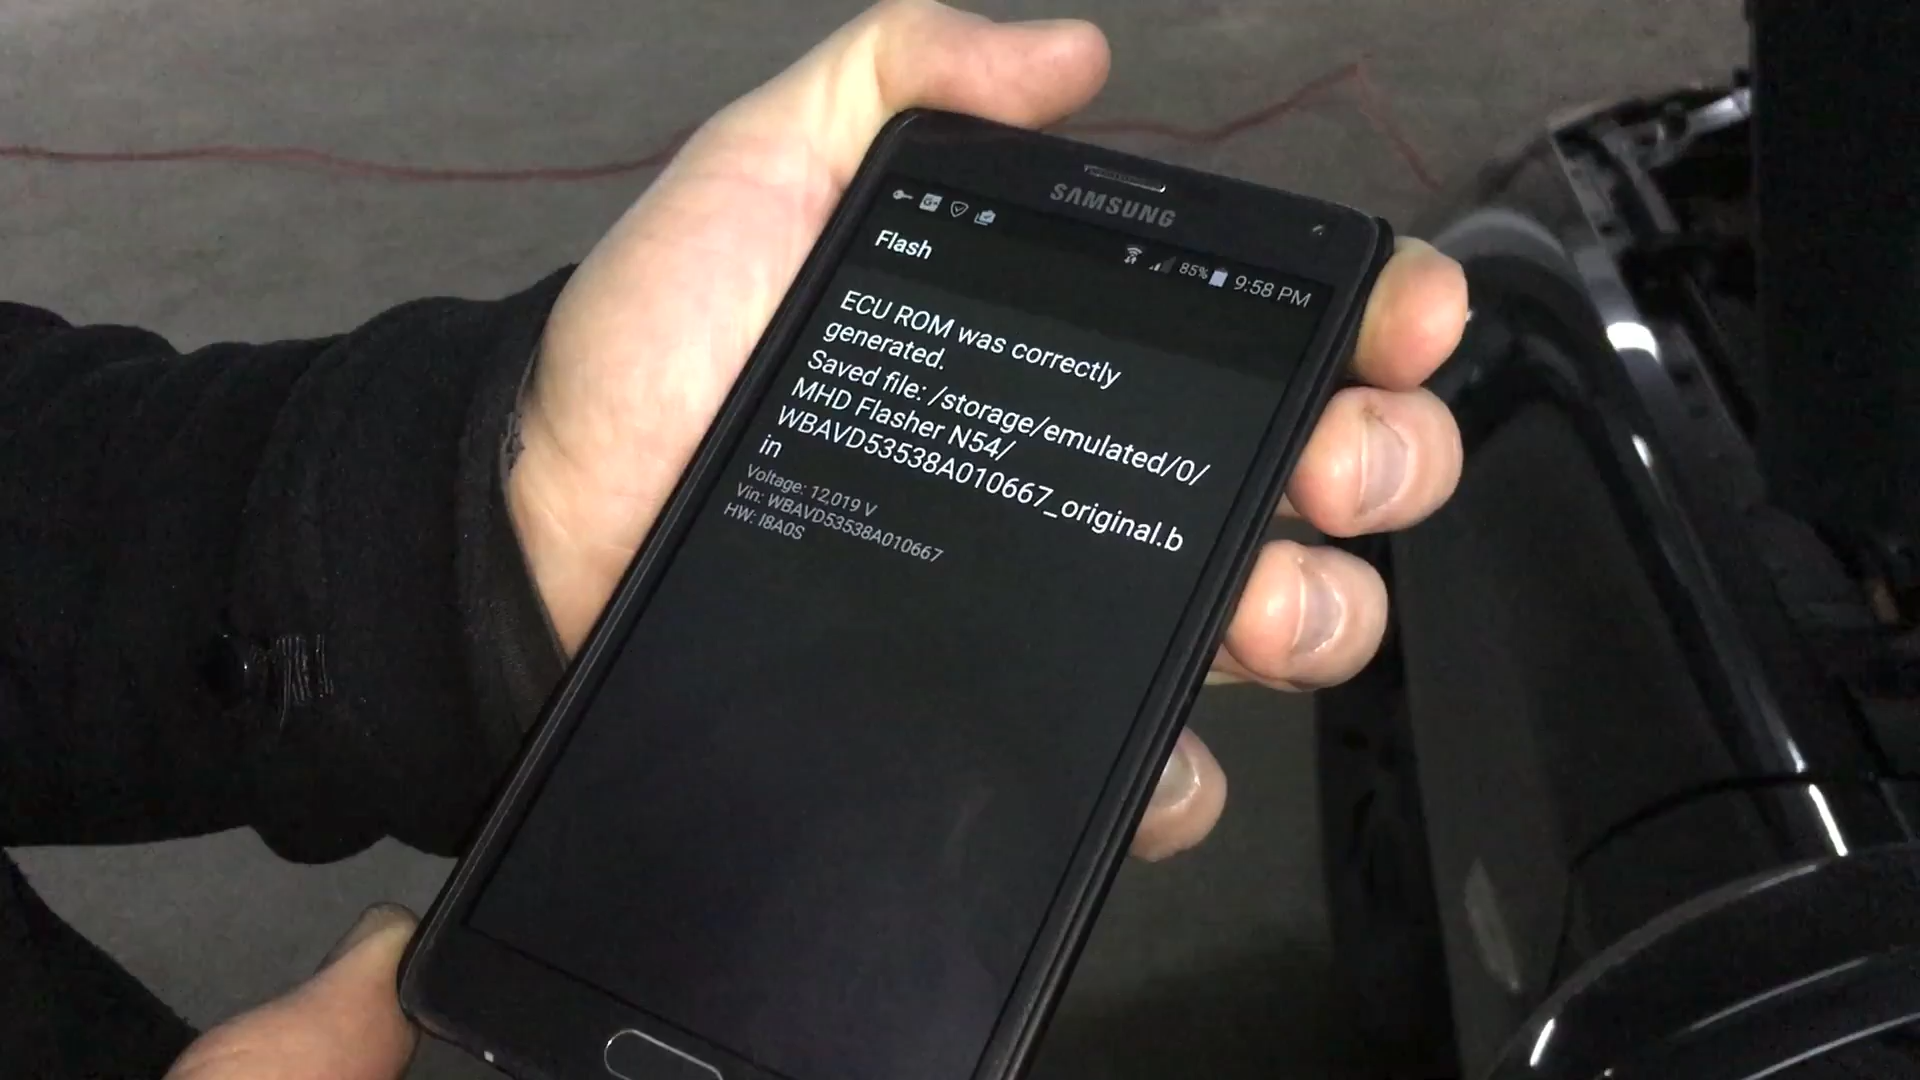 SAMSUNG
85% 9:58 PM
Flash
ECU ROM was correctly
generated.
Saved file: /storage/emulated/0/
MHD Flasher N54/
WBAVD53538A010667_original.b
in
Voltage: 12,019 V
Vin: WBAVD53538A010667
HW: I8A0S